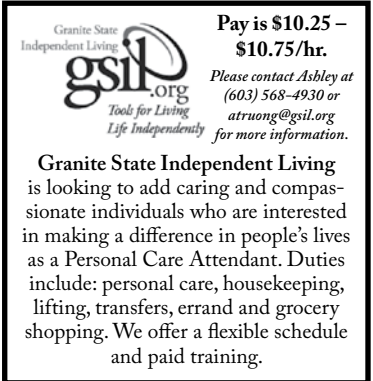 Granite State
Independent Living
gsil.org
Tools for Living
Life Independently
Pay is $10.25 –
$10.75/hr.
Please contact Ashley at
(603) 568-4930 or
atruong@gsil.org
for more information.
Granite State Independent Living
is looking to add caring and compas-
sionate individuals who are interested
in making a difference in people's lives
as a Personal Care Attendant. Duties
include: personal care, housekeeping,
lifting, transfers, errand and grocery
shopping. We offer a flexible schedule
and paid training.